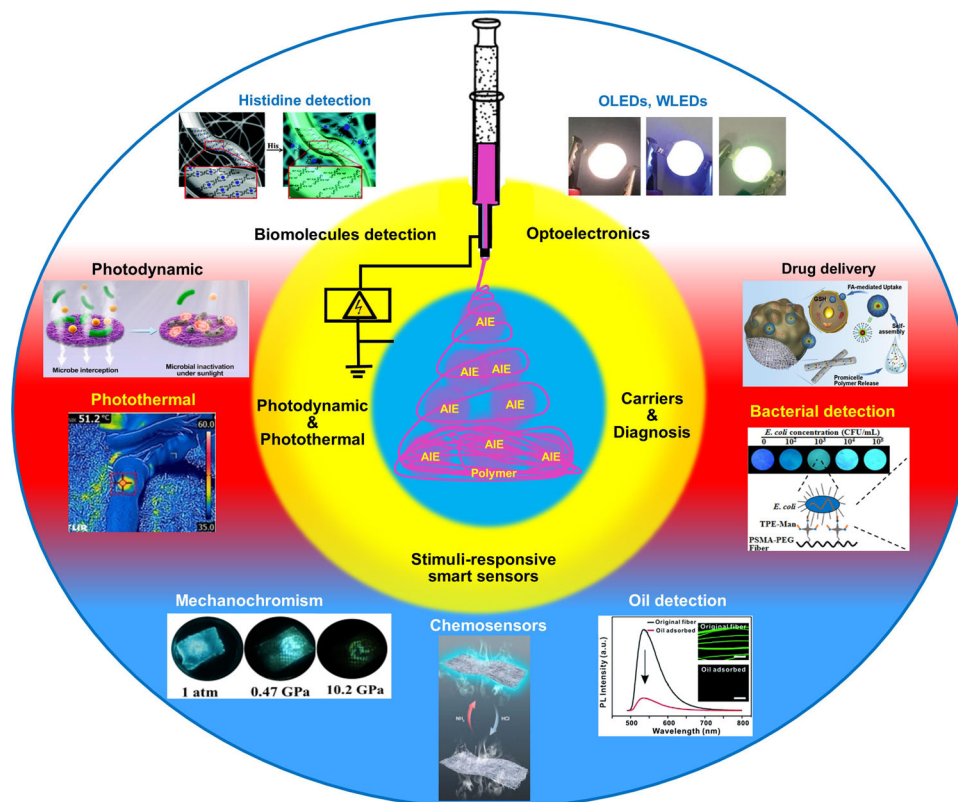 Histidine detection
His
OLEDs, WLEDs
Biomolecules detection
Optoelectronics
Photodynamic
Microbe interception
Microbial inactivation
under sunlight
Drug delivery
FA-mediated Uptake
GSH
Self-
assembly
Promicelle
Polymer Release
AIE
AIE
AIE
AIE
AIE
AIE
AIE
Polymer
Photodynamic
&
Photothermal
Carriers
&
Diagnosis
Photothermal
51.2 °C
60.0
35.0
Bacterial detection
E. coli concentration (CFU/mL)
0 10² 10³ 10⁴ 10⁵
E. coli
TPE-Man
PSMA-PEG
Fiber
Stimuli-responsive
smart sensors
Mechanochromism
1 atm
0.47 GPa
10.2 GPa
Chemosensors
NH₃
HCl
Oil detection
Original fiber
Oil adsorbed
Original fiber
Oil adsorbed
PL Intensity (a.u.)
500 600 700 800
Wavelength (nm)